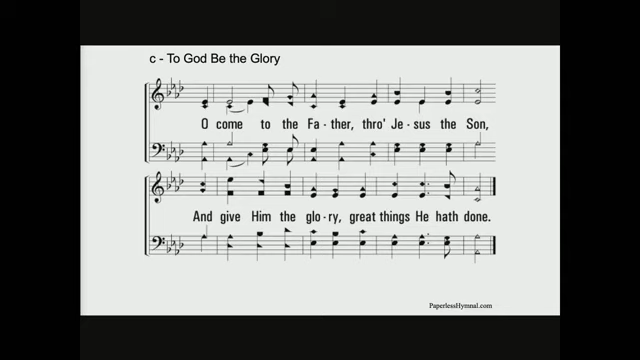 c - To God Be the Glory
O come to the Fa - ther, thro' Je - sus the Son,
And give Him the glo - ry, great things He hath done.
PaperlessHymnal.com